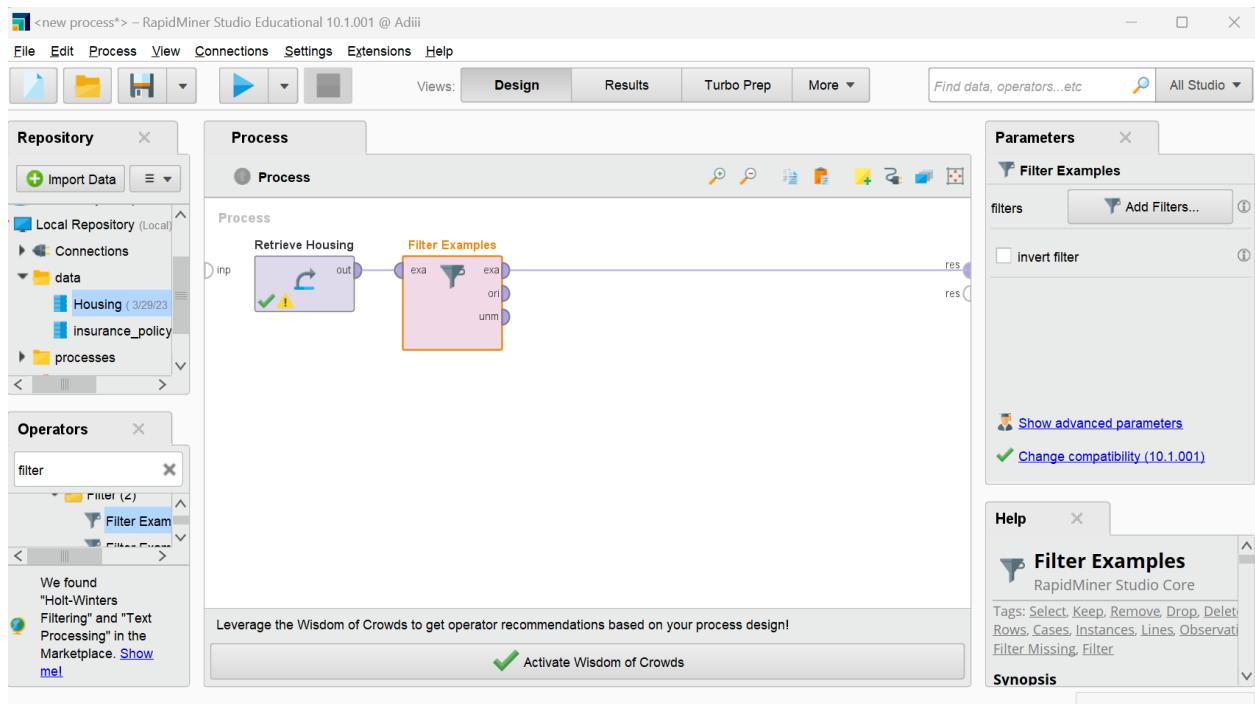 <new process*> – RapidMiner Studio Educational 10.1.001 @ Adiii
File Edit Process View Connections Settings Extensions Help
Views: Design Results Turbo Prep More Find data, operators...etc All Studio
Repository
Import Data
Local Repository (Local)
Connections
data
Housing ( 3/29/23
insurance_policy
processes
Operators
filter
Filter (2)
Filter Exam
Filter Exam
We found
"Holt-Winters
Filtering" and "Text
Processing" in the
Marketplace. Show
me!
Process
Process
Process
Retrieve Housing Filter Examples
inp out exa exa res
ori res
unm
Leverage the Wisdom of Crowds to get operator recommendations based on your process design!
Activate Wisdom of Crowds
Parameters
Filter Examples
filters Add Filters...
invert filter
Show advanced parameters
Change compatibility (10.1.001)
Help
Filter Examples
RapidMiner Studio Core
Tags: Select, Keep, Remove, Drop, Delet
Rows, Cases, Instances, Lines, Observati
Filter Missing, Filter
Synopsis